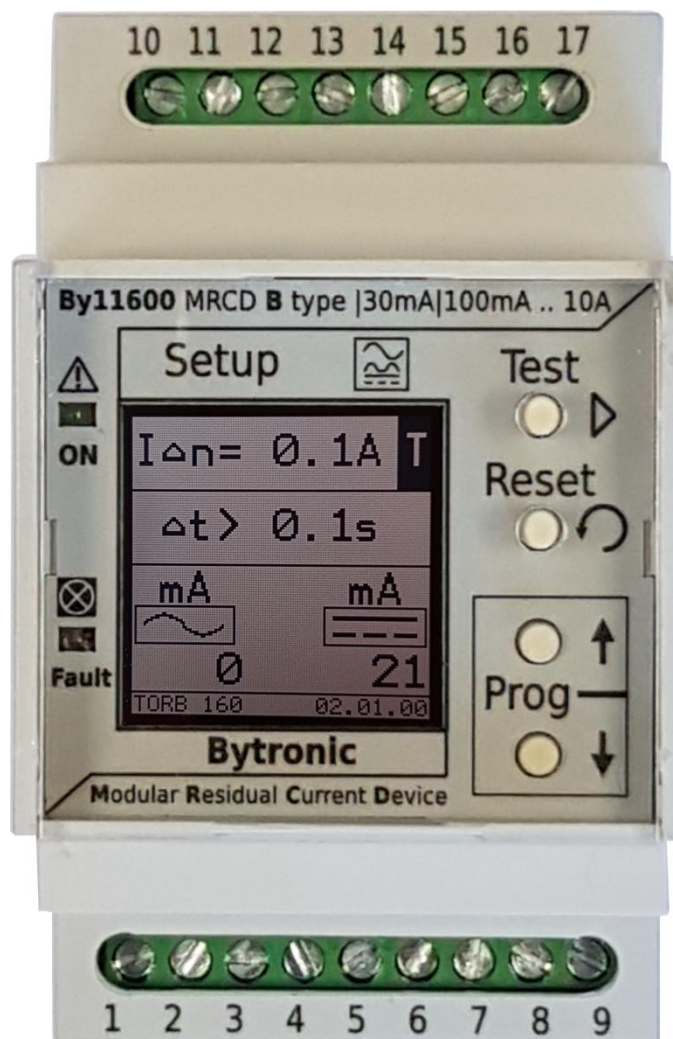 10 11 12 13 14 15 16 17
By11600 MRCD B type |30mA|100mA .. 10A
Setup
Test
ON
I△n= 0.1A T
Reset
△t> 0.1s
mA mA
0 21
Fault
Prog
TORB 160 02.01.00
Bytronic
Modular Residual Current Device
1 2 3 4 5 6 7 8 9